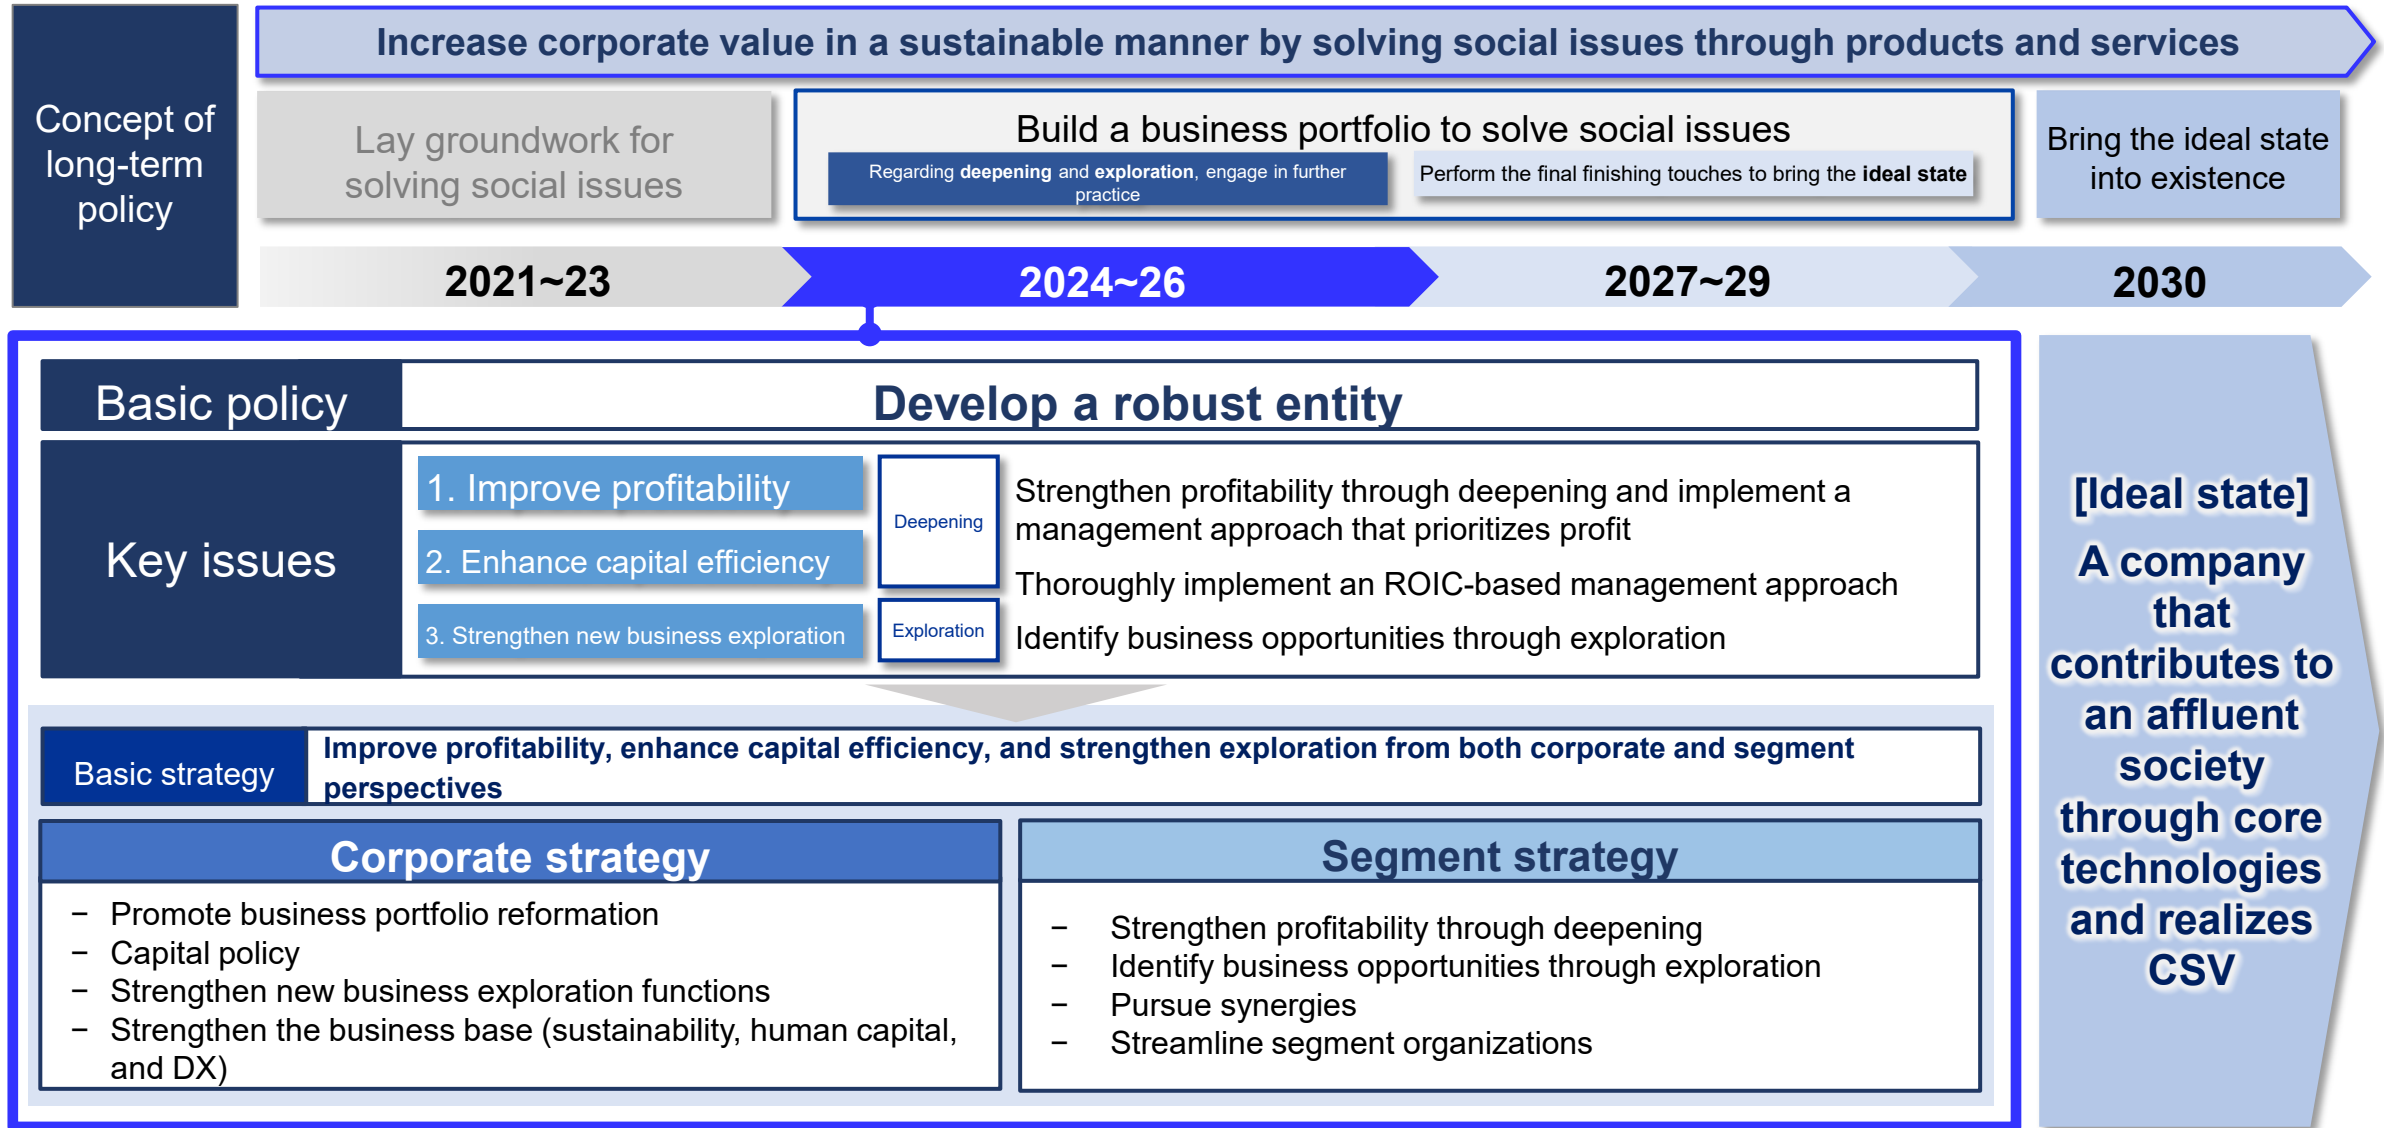 Concept of
long-term
policy
Increase corporate value in a sustainable manner by solving social issues through products and services
Lay groundwork for
solving social issues
Build a business portfolio to solve social issues
Regarding deepening and exploration, engage in further
practice
Perform the final finishing touches to bring the ideal state
Bring the ideal state
into existence
2021~23
2024~26
2027~29
2030
Basic policy
Develop a robust entity
Key issues
1. Improve profitability
2. Enhance capital efficiency
3. Strengthen new business exploration
Deepening
Exploration
Strengthen profitability through deepening and implement a
management approach that prioritizes profit
Thoroughly implement an ROIC-based management approach
Identify business opportunities through exploration
Basic strategy
Improve profitability, enhance capital efficiency, and strengthen exploration from both corporate and segment
perspectives
Corporate strategy
− Promote business portfolio reformation
− Capital policy
− Strengthen new business exploration functions
− Strengthen the business base (sustainability, human capital,
and DX)
Segment strategy
− Strengthen profitability through deepening
− Identify business opportunities through exploration
− Pursue synergies
− Streamline segment organizations
[Ideal state]
A company
that
contributes to
an affluent
society
through core
technologies
and realizes
CSV